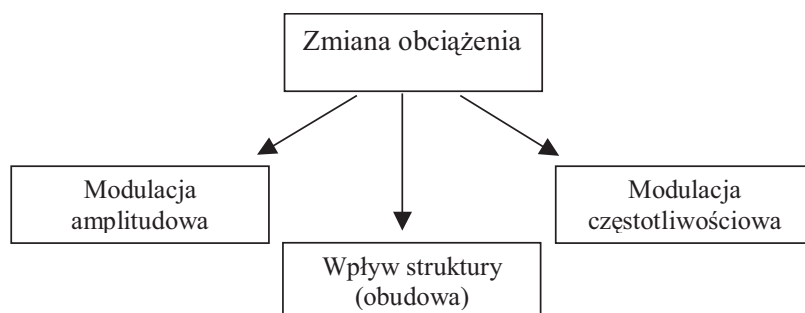 Zmiana obciążenia
Modulacja
amplitudowa
Modulacja
częstotliwościowa
Wpływ struktury
(obudowa)